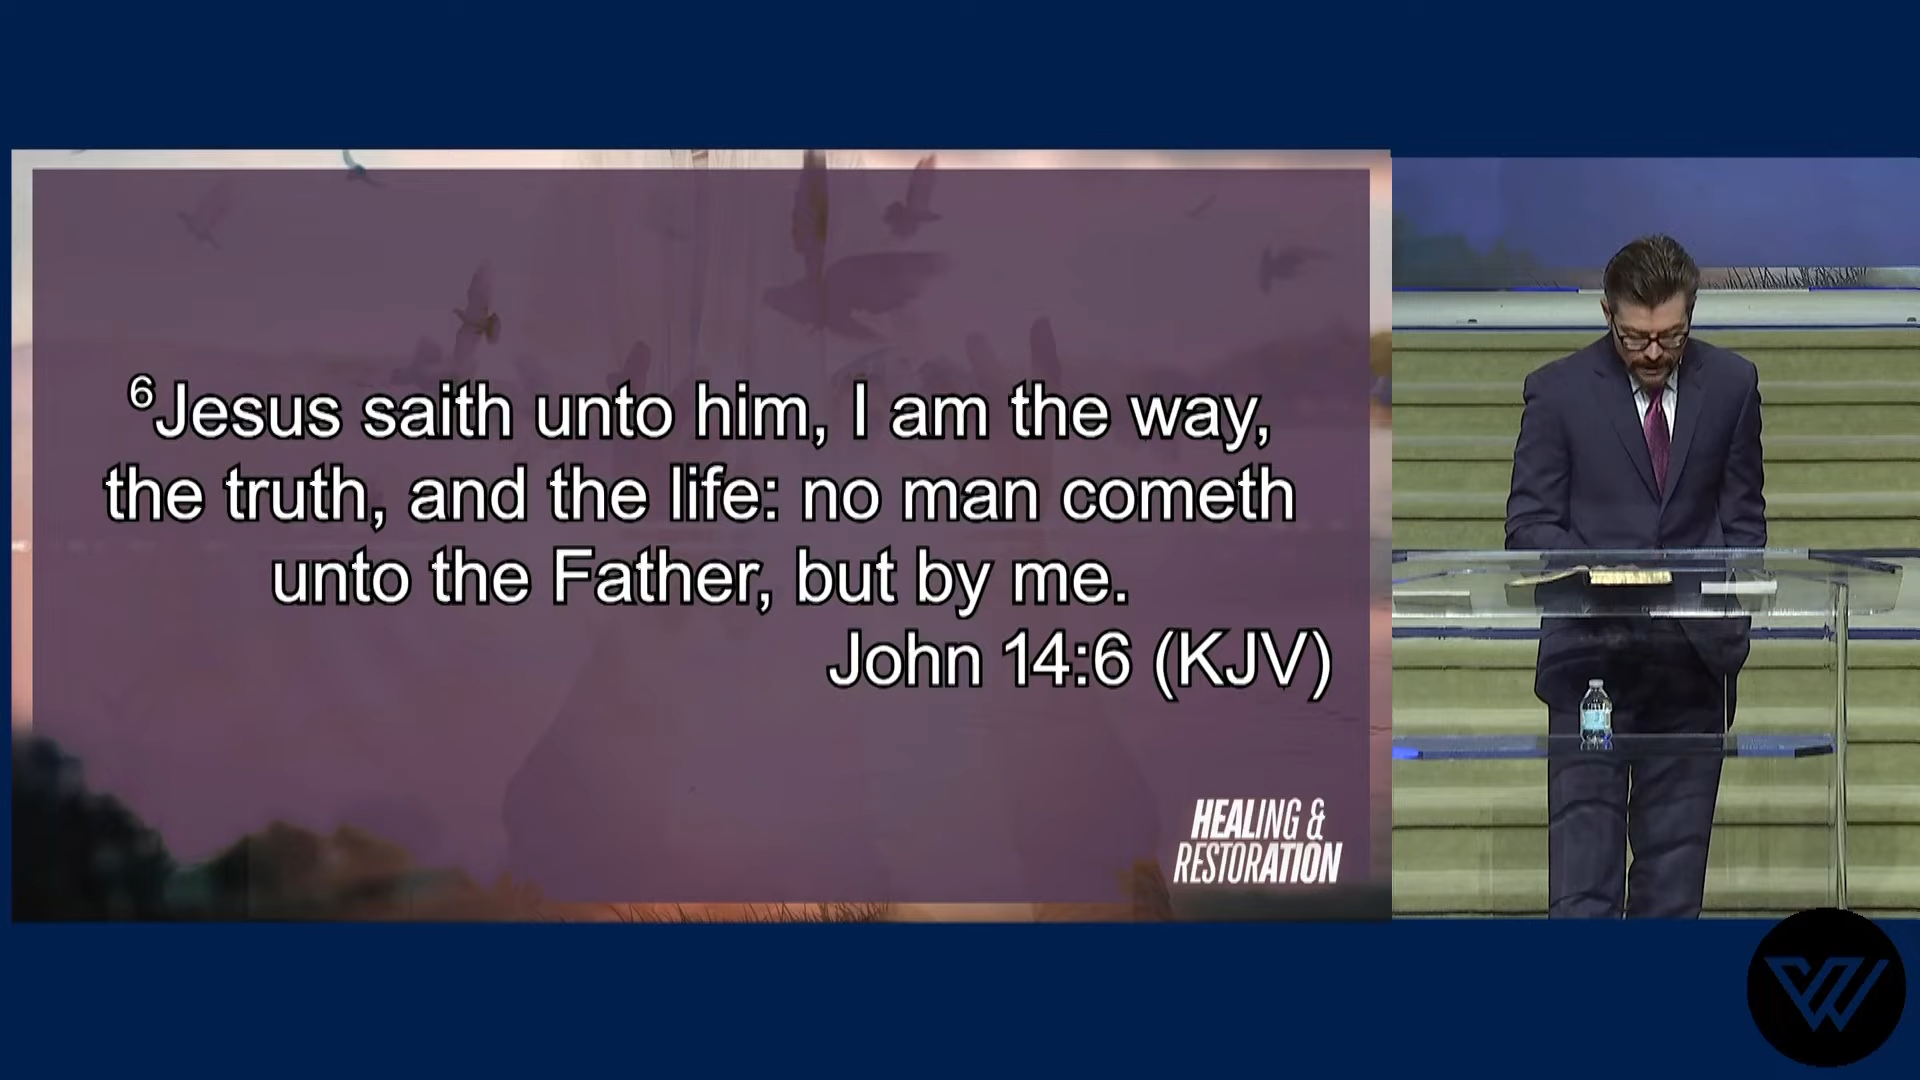 ⁶Jesus saith unto him, I am the way,
the truth, and the life: no man cometh
unto the Father, but by me.
John 14:6 (KJV)
HEALING &
RESTORATION